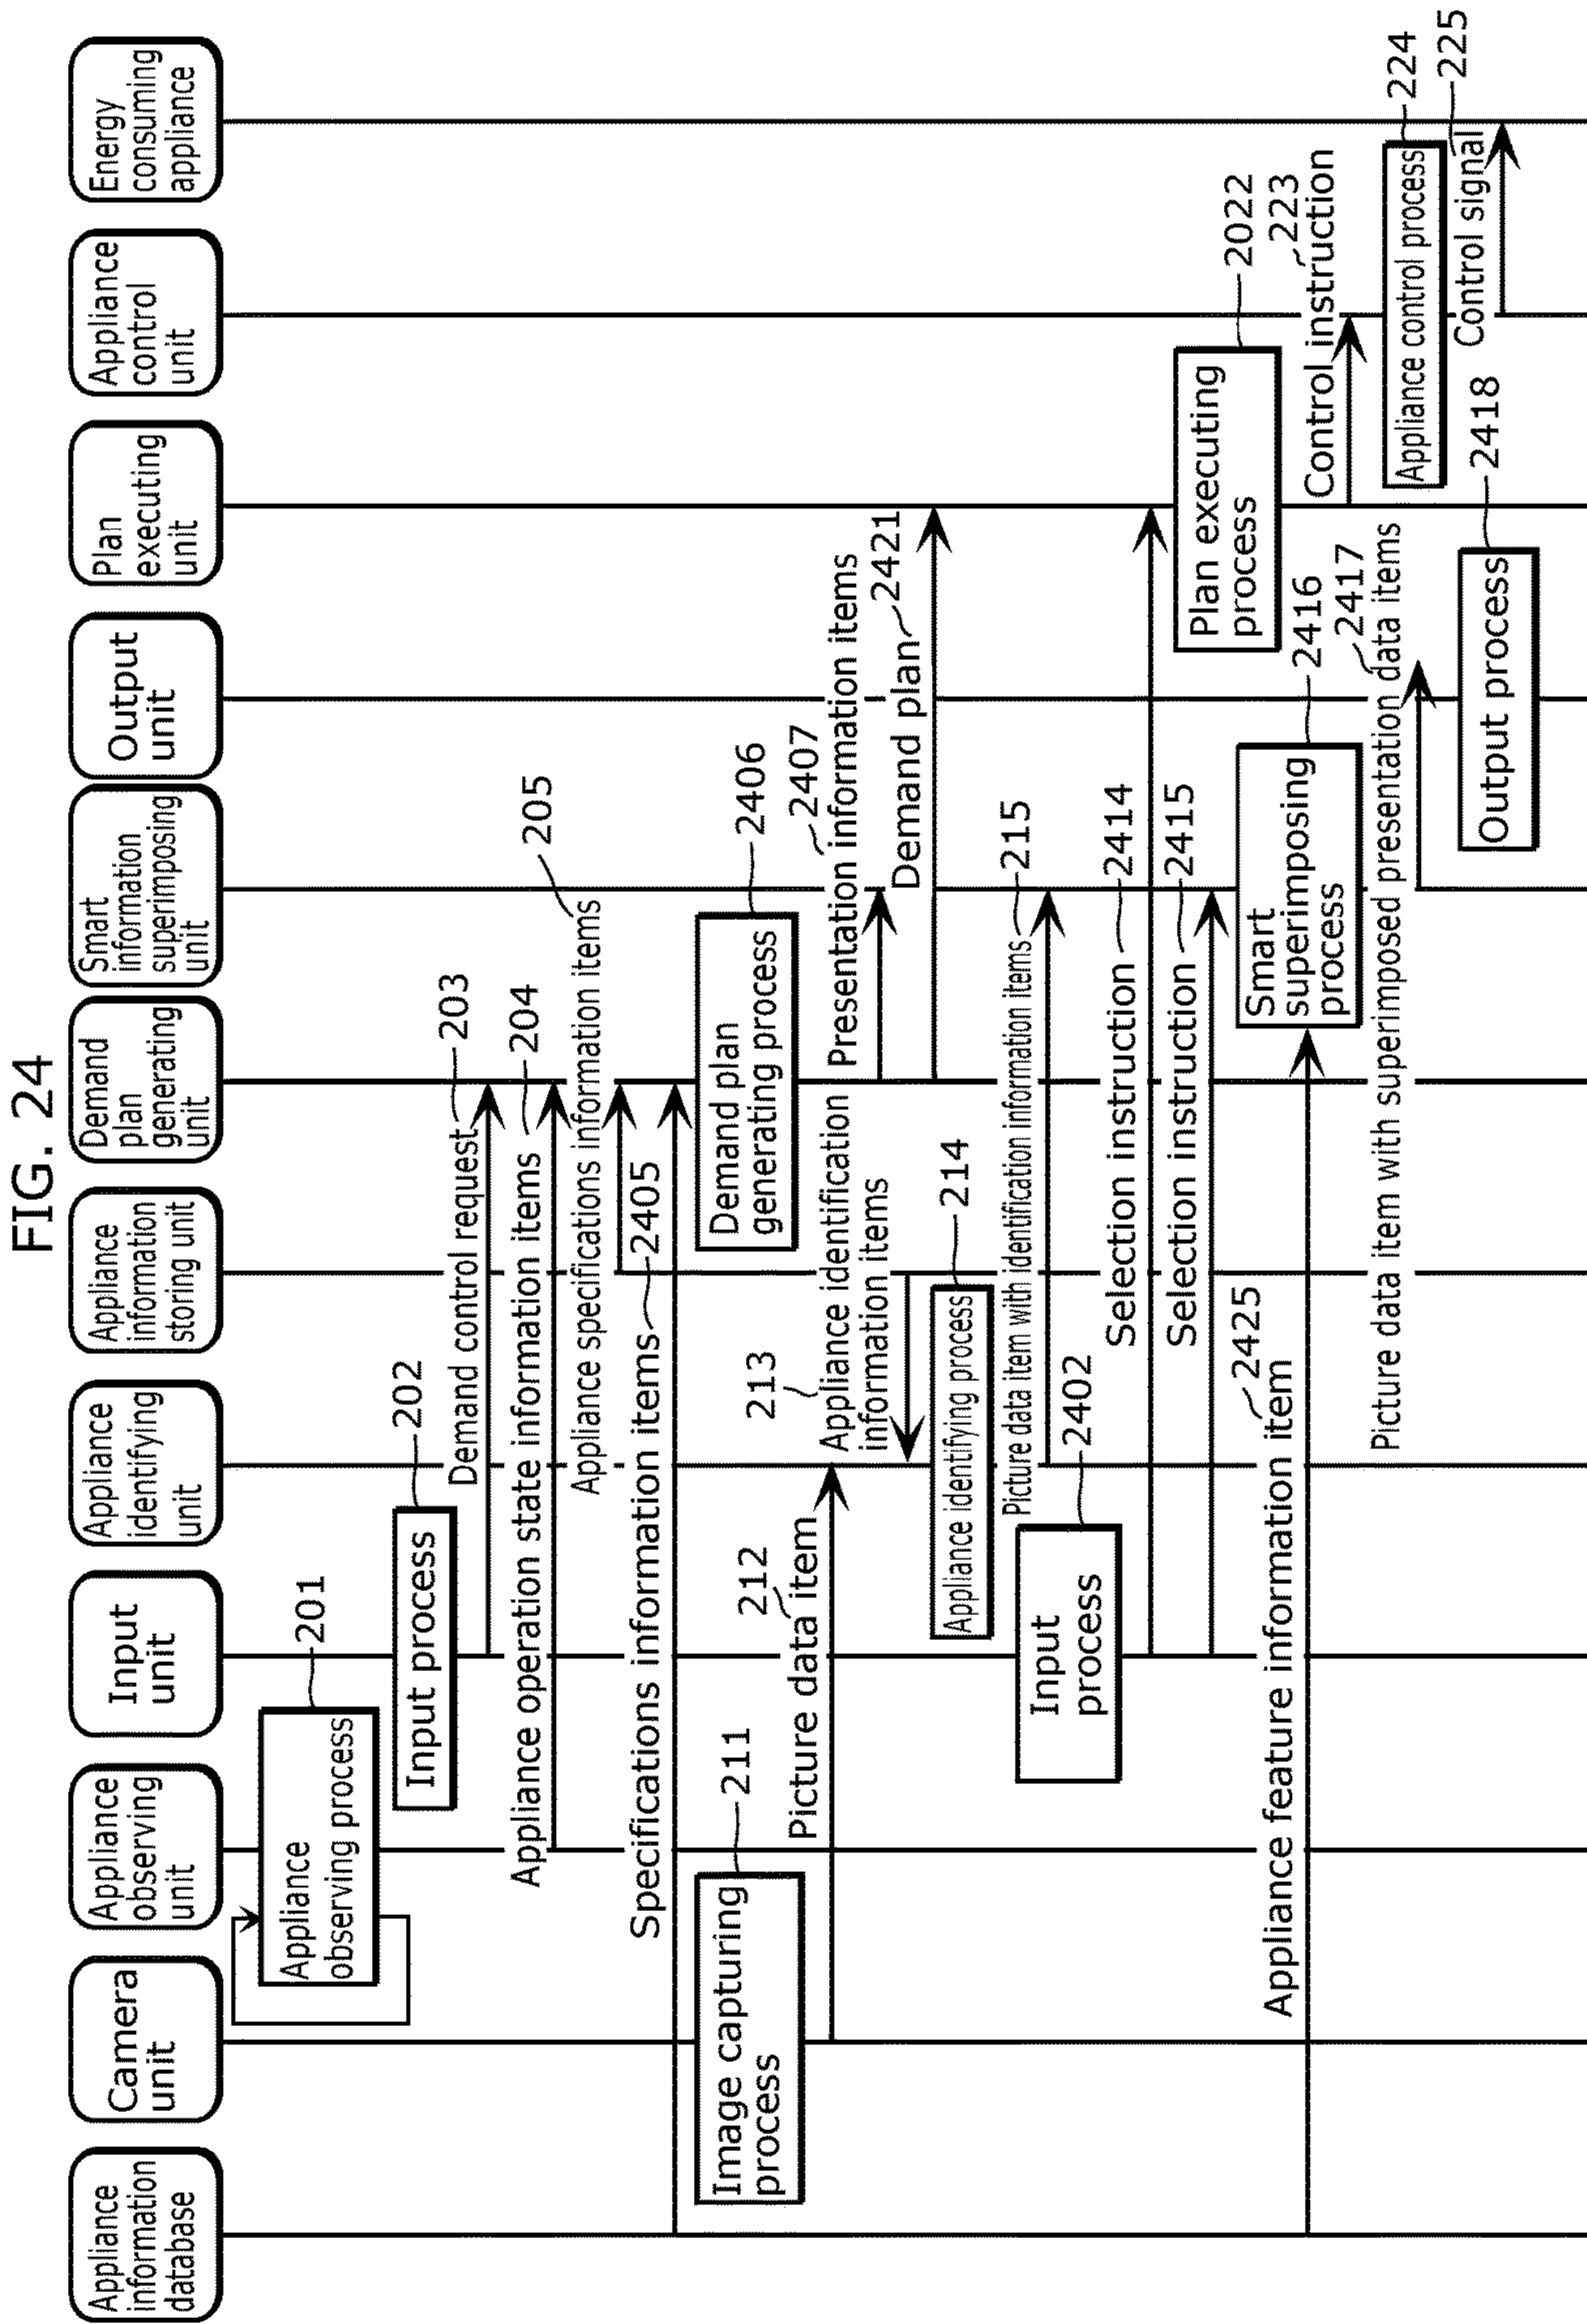 FIG. 24
Appliance
information
database
Camera
unit
Appliance
observing
unit
Input
unit
Appliance
identifying
unit
Appliance
information
storing unit
Demand
plan
generating
unit
Smart
information
superimposing
unit
Output
unit
Plan
executing
unit
Appliance
control
unit
Energy
consuming
appliance
201
Appliance
observing process
202
Input process
203
Demand control request
204
Appliance operation state information items
205
Appliance specifications information items
Specifications information items 2405
211
Image capturing
process
2406
Demand plan
generating process
212
Picture data item
213
Appliance identification
information items
2407
Presentation information items
2421
Demand plan
214
Appliance identifying process
Picture data item with identification information items 215
2402
Input
process
Selection instruction 2414
Selection instruction 2415
2022
Plan executing
process
2425
Appliance feature information item
2416
Smart
superimposing
process
223
Control instruction
2417
Picture data item with superimposed presentation data items
224
Appliance control process
225
Control signal
2418
Output process